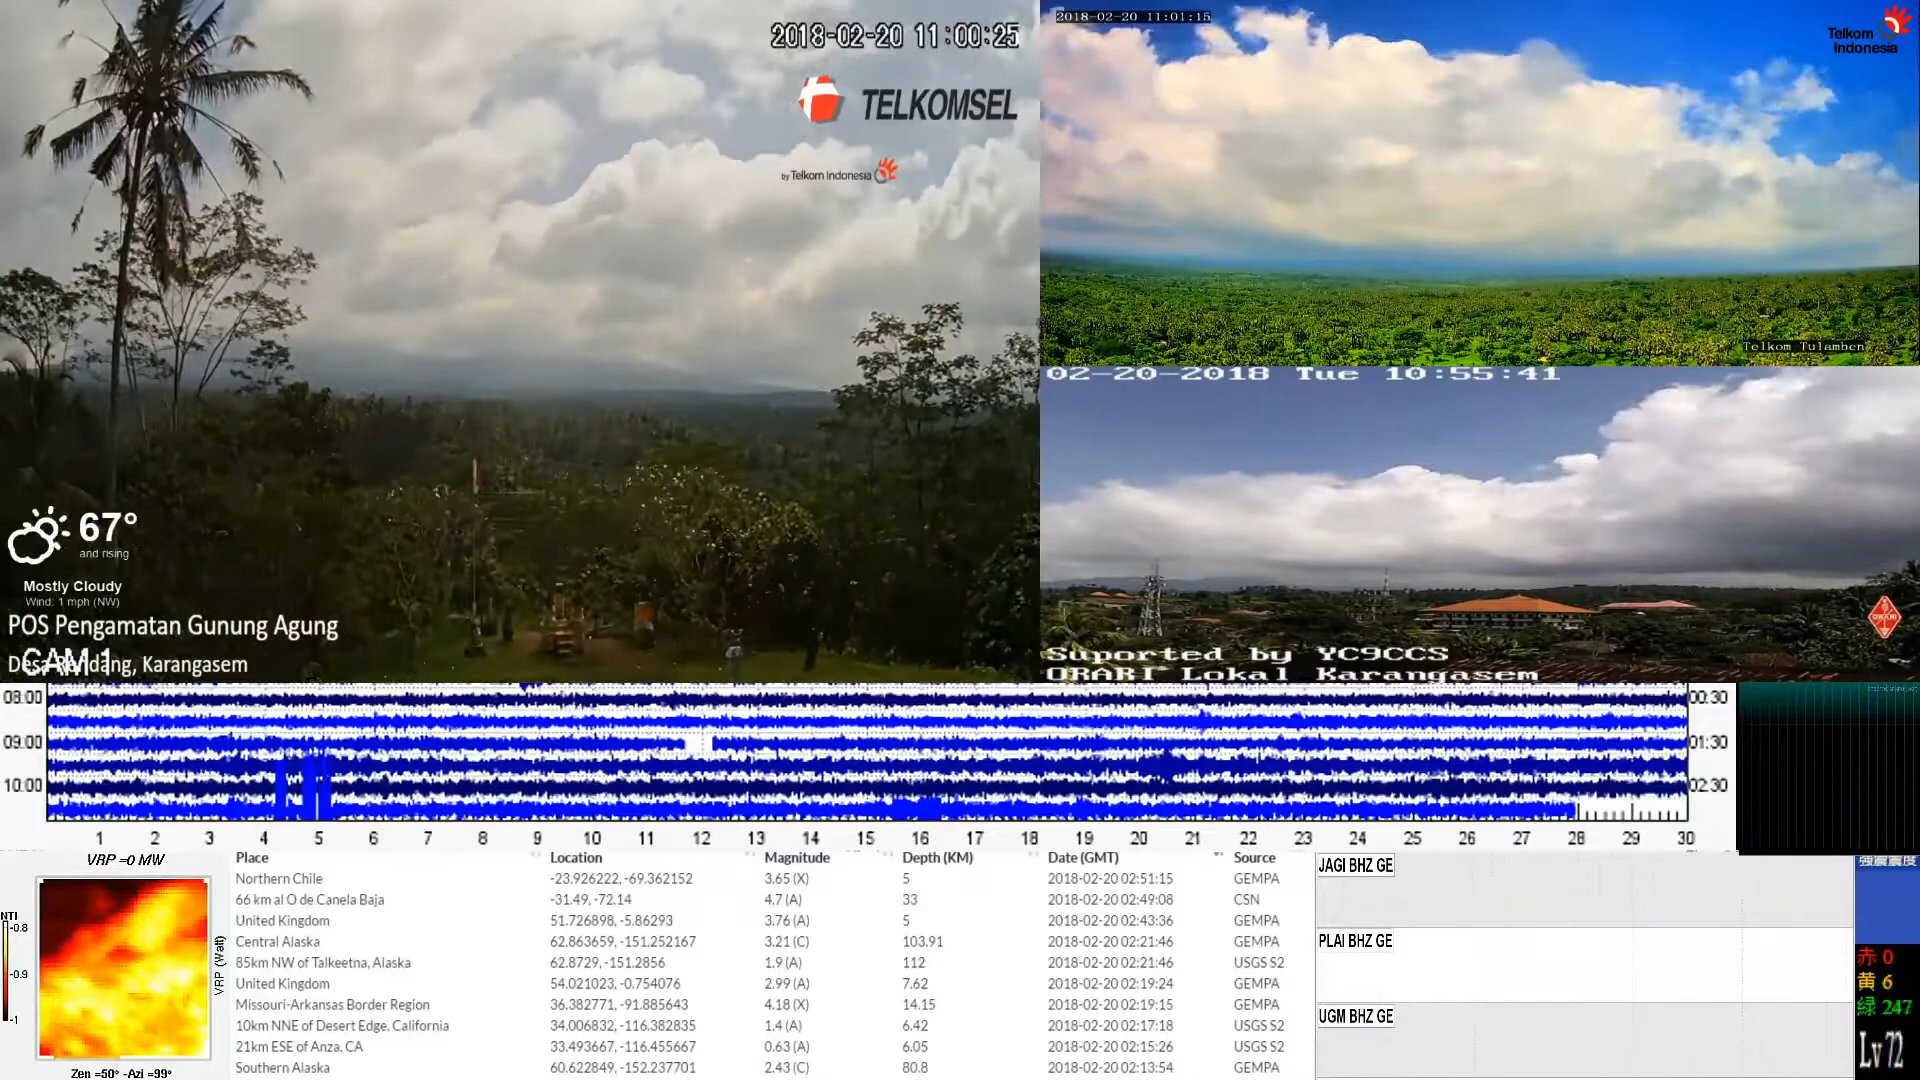 2018-02-20 11:00:25
TELKOMSEL
by Telkom Indonesia
67°
and rising
Mostly Cloudy
Wind: 1 mph (NW)
POS Pengamatan Gunung Agung
CAM 1
Desa Rendang, Karangasem
2018-02-20 11:01:15
Telkom
Indonesia
Telkom Tulamben
02-20-2018 Tue 10:55:41
ORARI
Suported by YC9CCS
ORARI Lokal Karangasem
08:00 00:30
09:00 01:30
10:00 02:30
1 2 3 4 5 6 7 8 9 10 11 12 13 14 15 16 17 18 19 20 21 22 23 24 25 26 27 28 29 30
VRP =0 MW
NTI
-0.8
-0.9
-1
VRP (Watt)
Zen =50° -Azi =99°
Place Location Magnitude Depth (KM) Date (GMT) Source
Northern Chile -23.926222, -69.362152 3.65 (X) 5 2018-02-20 02:51:15 GEMPA
66 km al O de Canela Baja -31.49, -72.14 4.7 (A) 33 2018-02-20 02:49:08 CSN
United Kingdom 51.726898, -5.86293 3.76 (A) 5 2018-02-20 02:43:36 GEMPA
Central Alaska 62.863659, -151.252167 3.21 (C) 103.91 2018-02-20 02:21:46 GEMPA
85km NW of Talkeetna, Alaska 62.8729, -151.2856 1.9 (A) 112 2018-02-20 02:21:46 USGS S2
United Kingdom 54.021023, -0.754076 2.99 (A) 7.62 2018-02-20 02:19:24 GEMPA
Missouri-Arkansas Border Region 36.382771, -91.885643 4.18 (X) 14.15 2018-02-20 02:19:15 GEMPA
10km NNE of Desert Edge, California 34.006832, -116.382835 1.4 (A) 6.42 2018-02-20 02:17:18 USGS S2
21km ESE of Anza, CA 33.493667, -116.455667 0.63 (A) 6.05 2018-02-20 02:15:26 USGS S2
Southern Alaska 60.622849, -152.237701 2.43 (C) 80.8 2018-02-20 02:13:54 GEMPA
JAGI BHZ GE
PLAI BHZ GE
UGM BHZ GE
強震震度
赤 0
黄 6
緑 247
Lv 72